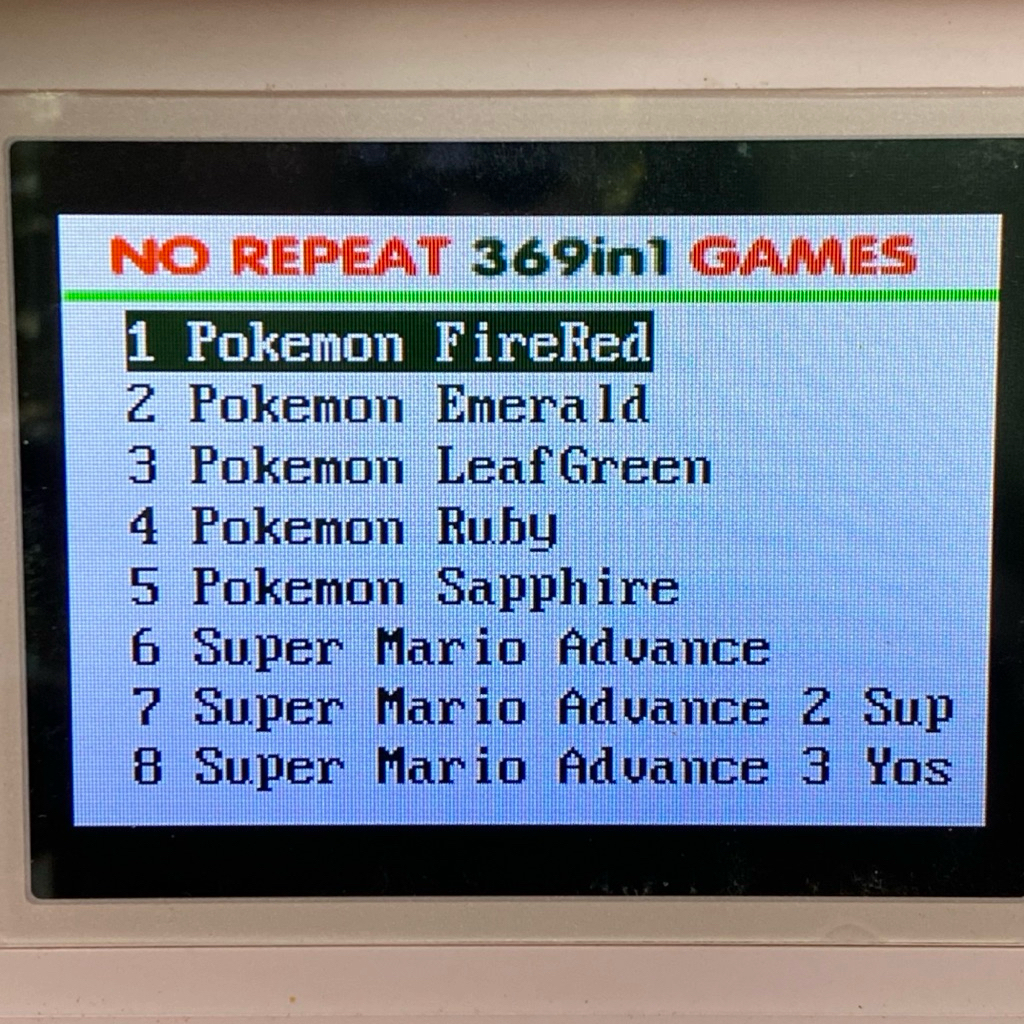 NO REPEAT 369in1 GAMES
1 Pokemon FireRed
2 Pokemon Emerald
3 Pokemon LeafGreen
4 Pokemon Ruby
5 Pokemon Sapphire
6 Super Mario Advance
7 Super Mario Advance 2 Sup
8 Super Mario Advance 3 Yos